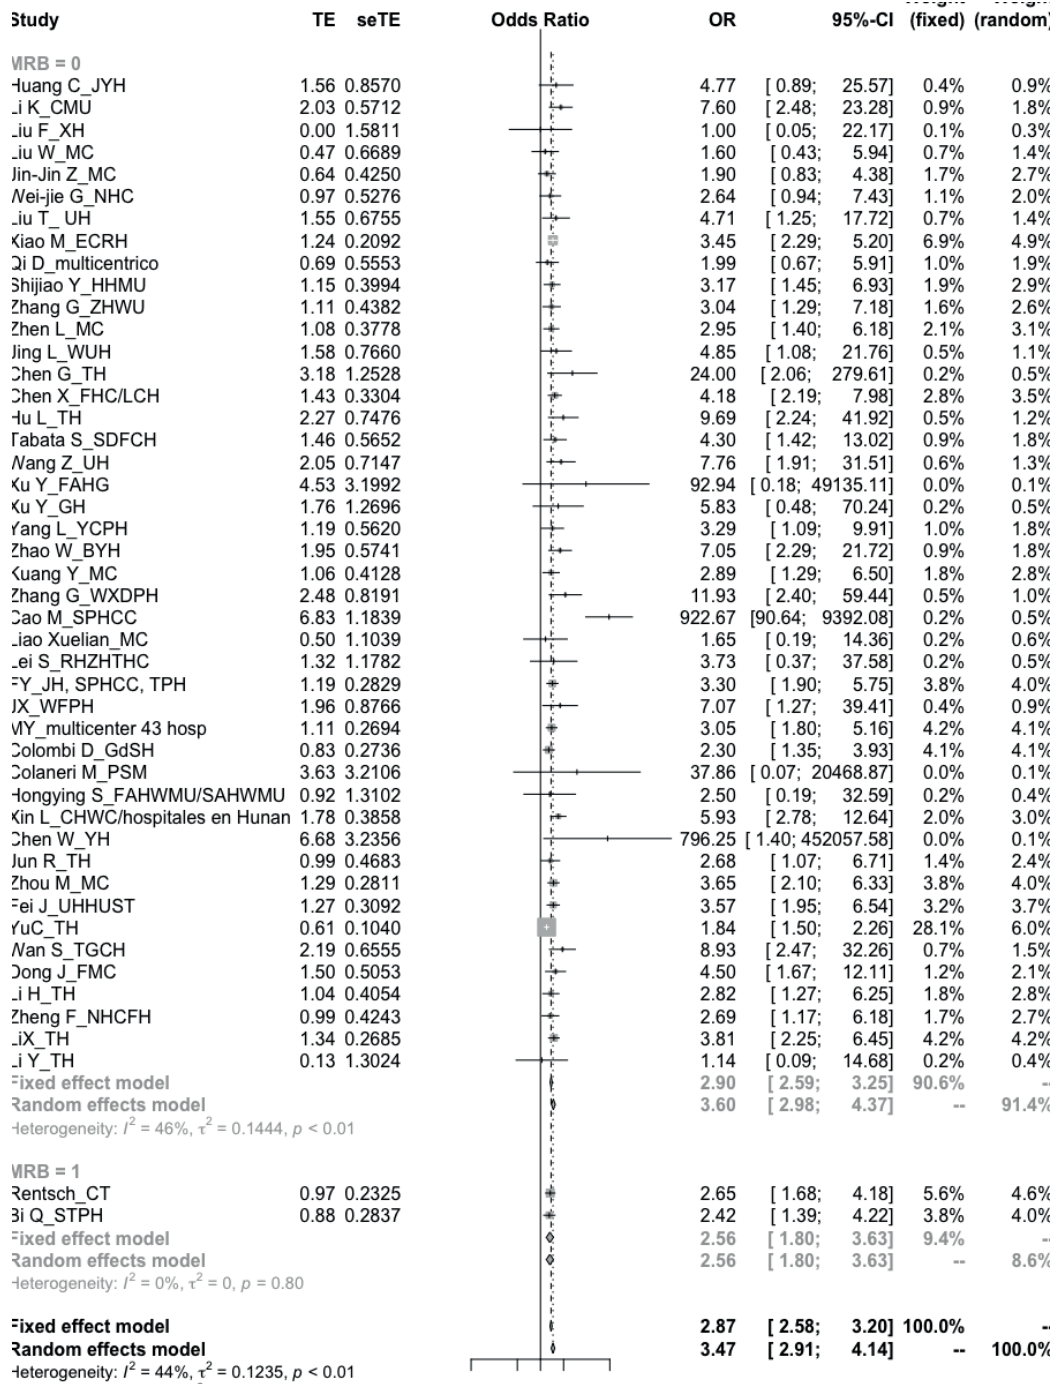 Study TE seTE Odds Ratio OR 95%-CI (fixed) (random)
MRB = 0
Huang C_JYH 1.56 0.8570 4.77 [ 0.89; 25.57] 0.4% 0.9%
Li K_CMU 2.03 0.5712 7.60 [ 2.48; 23.28] 0.9% 1.8%
Liu F_XH 0.00 1.5811 1.00 [ 0.05; 22.17] 0.1% 0.3%
Liu W_MC 0.47 0.6689 1.60 [ 0.43; 5.94] 0.7% 1.4%
Jin-Jin Z_MC 0.64 0.4250 1.90 [ 0.83; 4.38] 1.7% 2.7%
Wei-jie G_NHC 0.97 0.5276 2.64 [ 0.94; 7.43] 1.1% 2.0%
Liu T_ UH 1.55 0.6755 4.71 [ 1.25; 17.72] 0.7% 1.4%
Xiao M_ECRH 1.24 0.2092 3.45 [ 2.29; 5.20] 6.9% 4.9%
Qi D_multicentrico 0.69 0.5553 1.99 [ 0.67; 5.91] 1.0% 1.9%
Shijiao Y_HHMU 1.15 0.3994 3.17 [ 1.45; 6.93] 1.9% 2.9%
Zhang G_ZHWU 1.11 0.4382 3.04 [ 1.29; 7.18] 1.6% 2.6%
Zhen L_MC 1.08 0.3778 2.95 [ 1.40; 6.18] 2.1% 3.1%
Jing L_WUH 1.58 0.7660 4.85 [ 1.08; 21.76] 0.5% 1.1%
Chen G_TH 3.18 1.2528 24.00 [ 2.06; 279.61] 0.2% 0.5%
Chen X_FHC/LCH 1.43 0.3304 4.18 [ 2.19; 7.98] 2.8% 3.5%
Hu L_TH 2.27 0.7476 9.69 [ 2.24; 41.92] 0.5% 1.2%
Tabata S_SDFCH 1.46 0.5652 4.30 [ 1.42; 13.02] 0.9% 1.8%
Wang Z_UH 2.05 0.7147 7.76 [ 1.91; 31.51] 0.6% 1.3%
Xu Y_FAHG 4.53 3.1992 92.94 [ 0.18; 49135.11] 0.0% 0.1%
Xu Y_GH 1.76 1.2696 5.83 [ 0.48; 70.24] 0.2% 0.5%
Yang L_YCPH 1.19 0.5620 3.29 [ 1.09; 9.91] 1.0% 1.8%
Zhao W_BYH 1.95 0.5741 7.05 [ 2.29; 21.72] 0.9% 1.8%
Kuang Y_MC 1.06 0.4128 2.89 [ 1.29; 6.50] 1.8% 2.8%
Zhang G_WXDPH 2.48 0.8191 11.93 [ 2.40; 59.44] 0.5% 1.0%
Cao M_SPHCC 6.83 1.1839 922.67 [90.64; 9392.08] 0.2% 0.5%
Liao Xuelian_MC 0.50 1.1039 1.65 [ 0.19; 14.36] 0.2% 0.6%
Lei S_RHZHTHC 1.32 1.1782 3.73 [ 0.37; 37.58] 0.2% 0.5%
FY_JH, SPHCC, TPH 1.19 0.2829 3.30 [ 1.90; 5.75] 3.8% 4.0%
JX_WFPH 1.96 0.8766 7.07 [ 1.27; 39.41] 0.4% 0.9%
MY_multicenter 43 hosp 1.11 0.2694 3.05 [ 1.80; 5.16] 4.2% 4.1%
Colombi D_GdSH 0.83 0.2736 2.30 [ 1.35; 3.93] 4.1% 4.1%
Colaneri M_PSM 3.63 3.2106 37.86 [ 0.07; 20468.87] 0.0% 0.1%
Hongying S_FAHWMU/SAHWMU 0.92 1.3102 2.50 [ 0.19; 32.59] 0.2% 0.4%
Xin L_CHWC/hospitales en Hunan 1.78 0.3858 5.93 [ 2.78; 12.64] 2.0% 3.0%
Chen W_YH 6.68 3.2356 796.25 [ 1.40; 452057.58] 0.0% 0.1%
Jun R_TH 0.99 0.4683 2.68 [ 1.07; 6.71] 1.4% 2.4%
Zhou M_MC 1.29 0.2811 3.65 [ 2.10; 6.33] 3.8% 4.0%
Fei J_UHHUST 1.27 0.3092 3.57 [ 1.95; 6.54] 3.2% 3.7%
YuC_TH 0.61 0.1040 1.84 [ 1.50; 2.26] 28.1% 6.0%
Wan S_TGCH 2.19 0.6555 8.93 [ 2.47; 32.26] 0.7% 1.5%
Dong J_FMC 1.50 0.5053 4.50 [ 1.67; 12.11] 1.2% 2.1%
Li H_TH 1.04 0.4054 2.82 [ 1.27; 6.25] 1.8% 2.8%
Zheng F_NHCFH 0.99 0.4243 2.69 [ 1.17; 6.18] 1.7% 2.7%
LiX_TH 1.34 0.2685 3.81 [ 2.25; 6.45] 4.2% 4.2%
Li Y_TH 0.13 1.3024 1.14 [ 0.09; 14.68] 0.2% 0.4%
Fixed effect model 2.90 [ 2.59; 3.25] 90.6% --
Random effects model 3.60 [ 2.98; 4.37] -- 91.4%
Heterogeneity: I² = 46%, τ² = 0.1444, p < 0.01
MRB = 1
Rentsch_CT 0.97 0.2325 2.65 [ 1.68; 4.18] 5.6% 4.6%
Bi Q_STPH 0.88 0.2837 2.42 [ 1.39; 4.22] 3.8% 4.0%
Fixed effect model 2.56 [ 1.80; 3.63] 9.4% --
Random effects model 2.56 [ 1.80; 3.63] -- 8.6%
Heterogeneity: I² = 0%, τ² = 0, p = 0.80
Fixed effect model 2.87 [ 2.58; 3.20] 100.0% --
Random effects model 3.47 [ 2.91; 4.14] -- 100.0%
Heterogeneity: I² = 44%, τ² = 0.1235, p < 0.01